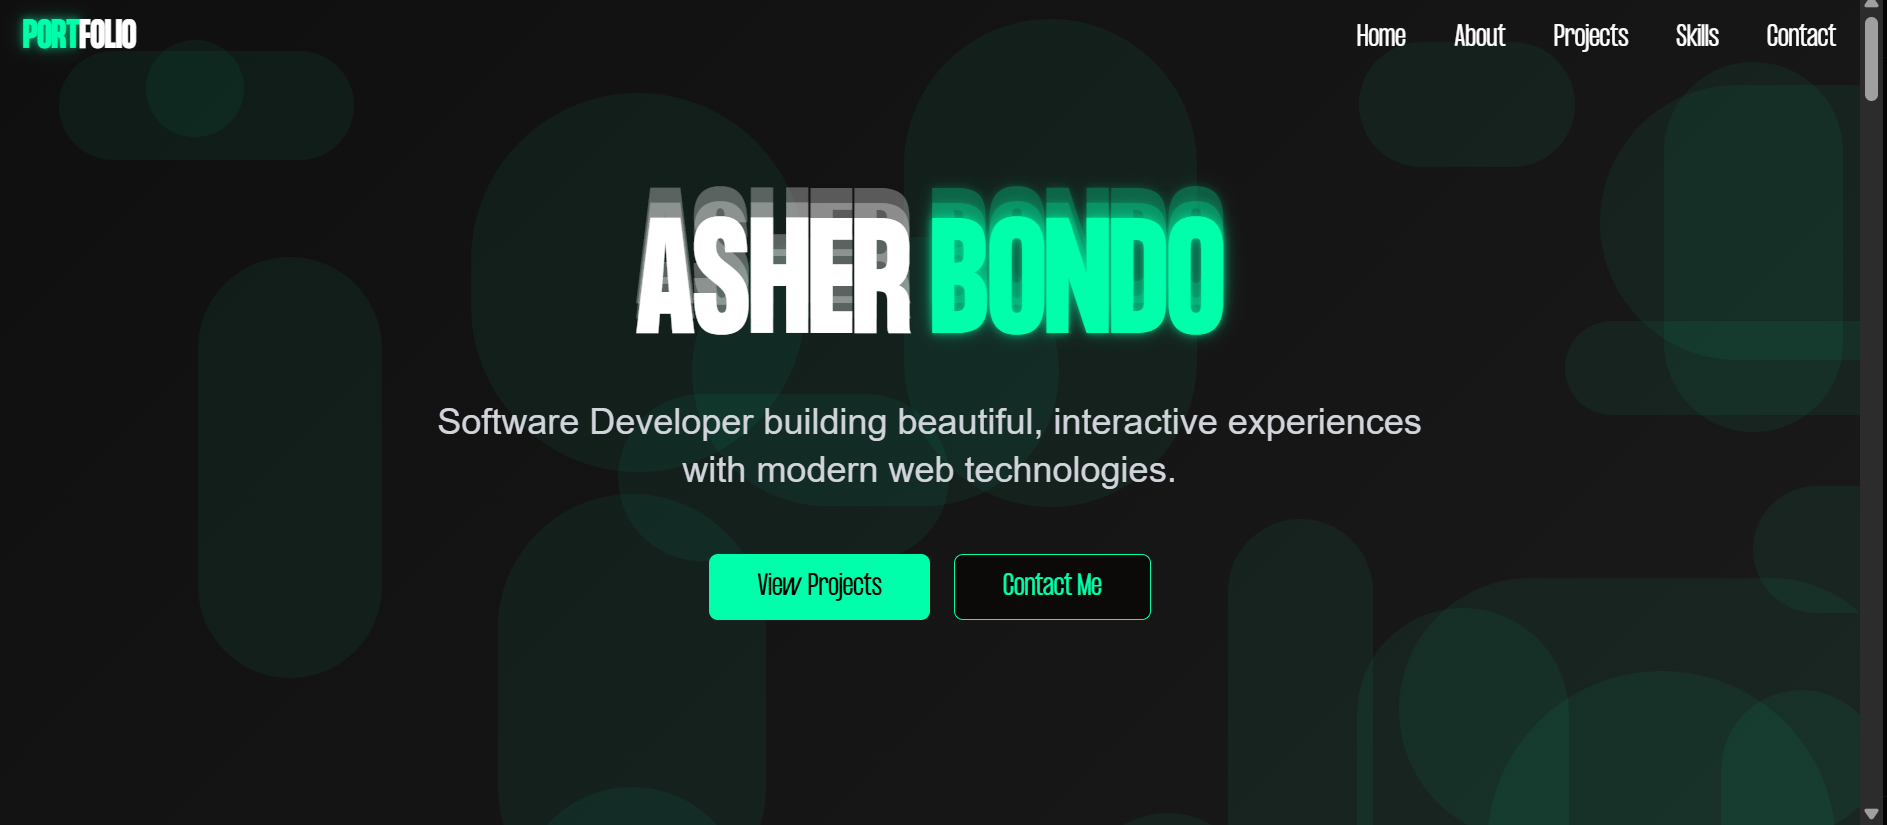 PORTFOLIO
Home About Projects Skills Contact
ASHER BONDO
Software Developer building beautiful, interactive experiences
with modern web technologies.
View Projects
Contact Me